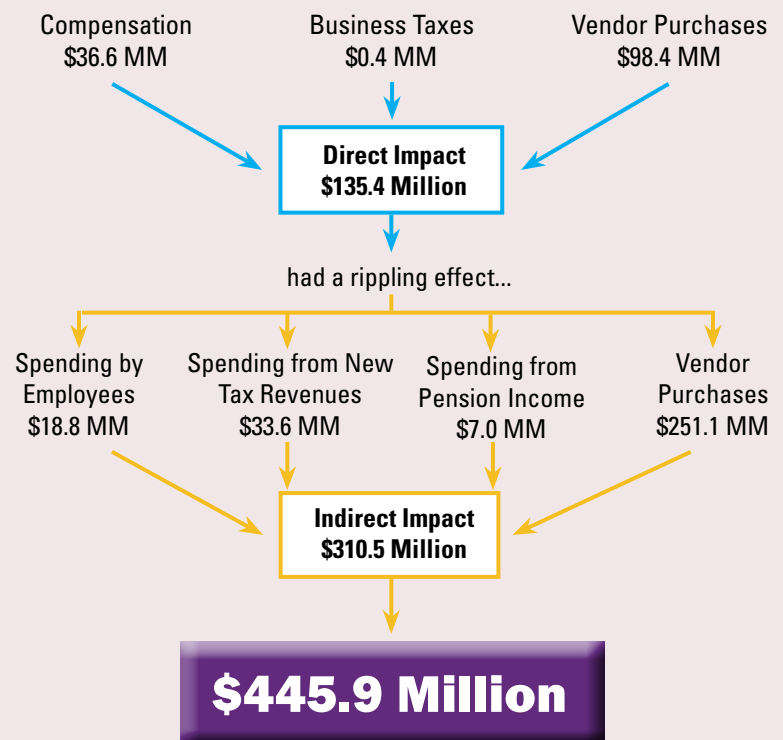 Compensation
$36.6 MM
Business Taxes
$0.4 MM
Vendor Purchases
$98.4 MM
Direct Impact
$135.4 Million
had a rippling effect...
Spending by
Employees
$18.8 MM
Spending from New
Tax Revenues
$33.6 MM
Spending from
Pension Income
$7.0 MM
Vendor
Purchases
$251.1 MM
Indirect Impact
$310.5 Million
$445.9 Million